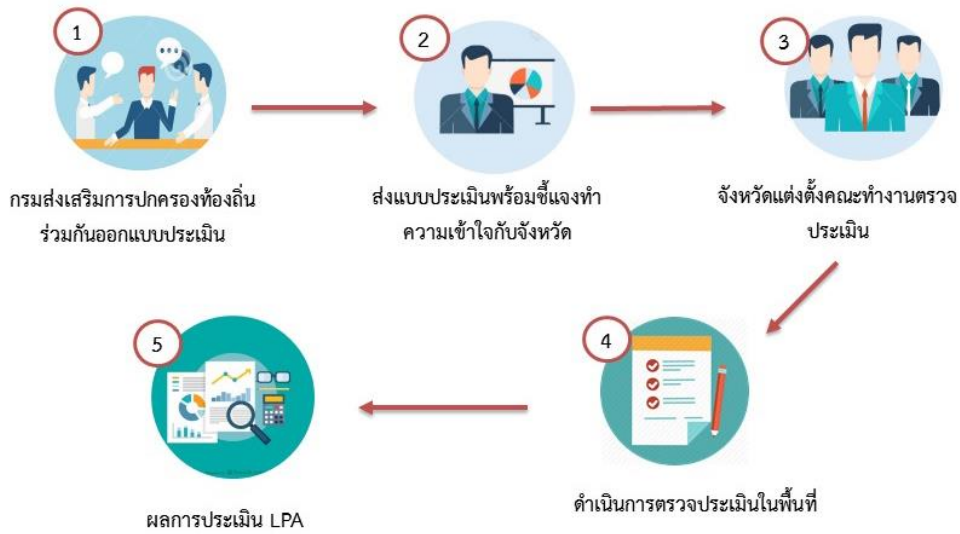 1
กรมส่งเสริมการปกครองท้องถิ่น
ร่วมกันออกแบบประเมิน
2
ส่งแบบประเมินพร้อมชี้แจงทำ
ความเข้าใจกับจังหวัด
3
จังหวัดแต่งตั้งคณะทำงานตรวจ
ประเมิน
4
ดำเนินการตรวจประเมินในพื้นที่
5
ผลการประเมิน LPA